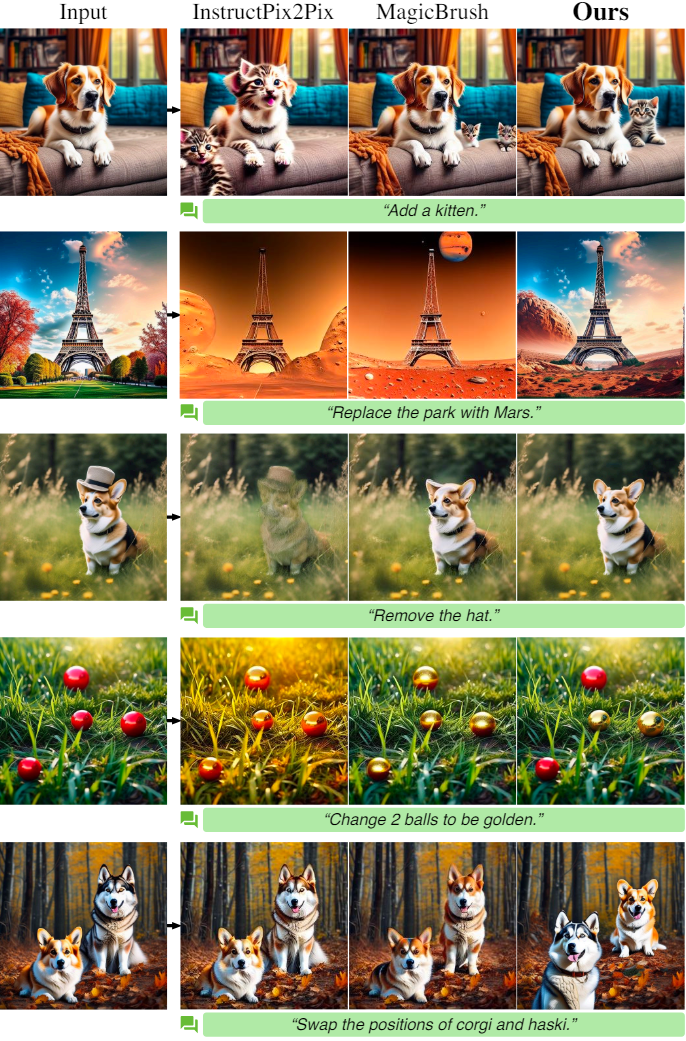 Input InstructPix2Pix MagicBrush Ours
“Add a kitten.”
“Replace the park with Mars.”
“Remove the hat.”
“Change 2 balls to be golden.”
“Swap the positions of corgi and haski.”